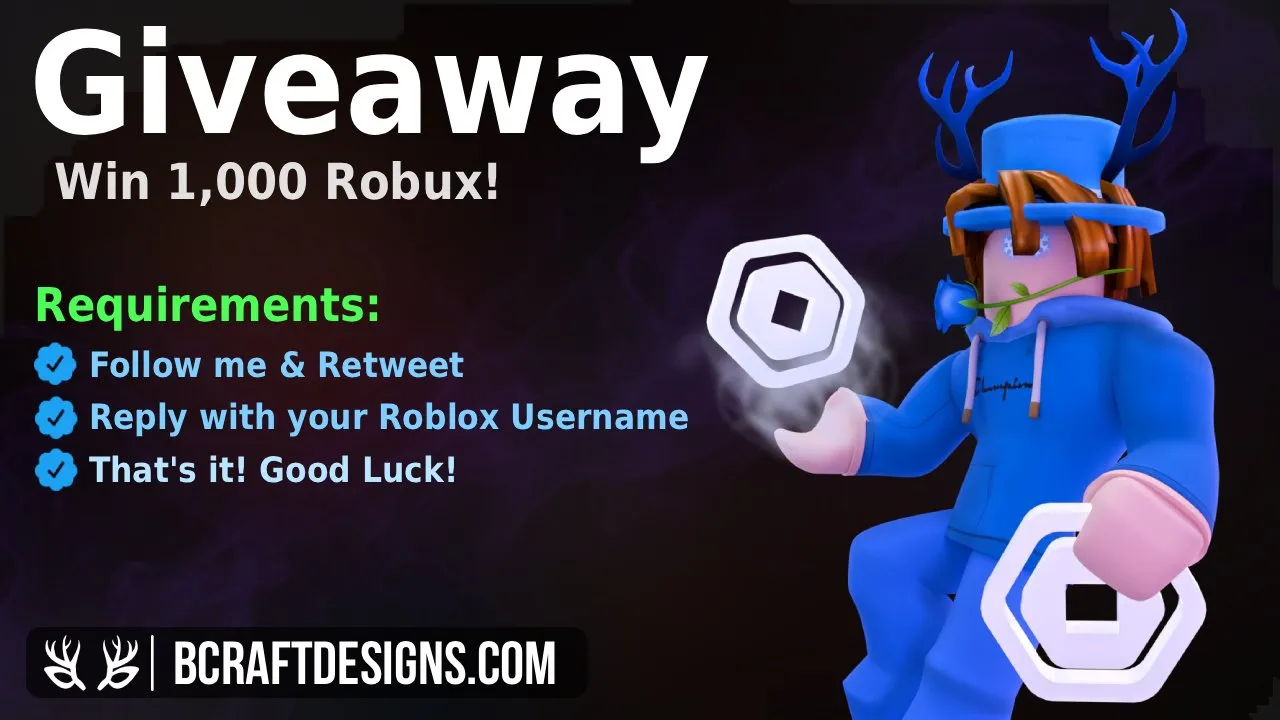 Giveaway
Win 1,000 Robux!
Requirements:
Follow me & Retweet
Reply with your Roblox Username
That's it! Good Luck!
Champion
BCRAFTDESIGNS.COM